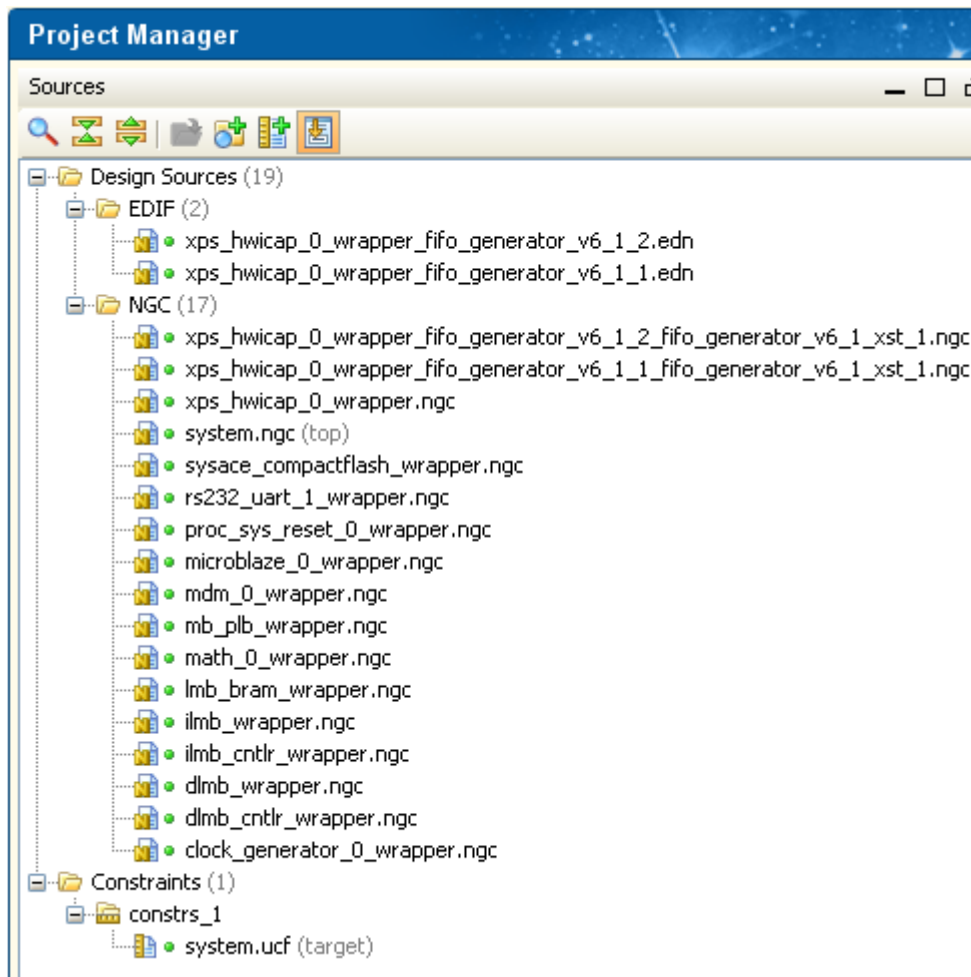 Project Manager
Sources
Design Sources (19)
EDIF (2)
xps_hwicap_0_wrapper_fifo_generator_v6_1_2.edn
xps_hwicap_0_wrapper_fifo_generator_v6_1_1.edn
NGC (17)
xps_hwicap_0_wrapper_fifo_generator_v6_1_2_fifo_generator_v6_1_xst_1.ngc
xps_hwicap_0_wrapper_fifo_generator_v6_1_1_fifo_generator_v6_1_xst_1.ngc
xps_hwicap_0_wrapper.ngc
system.ngc (top)
sysace_compactflash_wrapper.ngc
rs232_uart_1_wrapper.ngc
proc_sys_reset_0_wrapper.ngc
microblaze_0_wrapper.ngc
mdm_0_wrapper.ngc
mb_plb_wrapper.ngc
math_0_wrapper.ngc
lmb_bram_wrapper.ngc
ilmb_wrapper.ngc
ilmb_cntlr_wrapper.ngc
dlmb_wrapper.ngc
dlmb_cntlr_wrapper.ngc
clock_generator_0_wrapper.ngc
Constraints (1)
constrs_1
system.ucf (target)